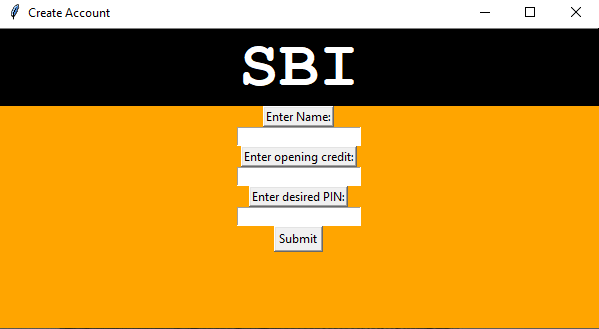 Create Account
SBI
Enter Name:
Enter opening credit:
Enter desired PIN:
Submit